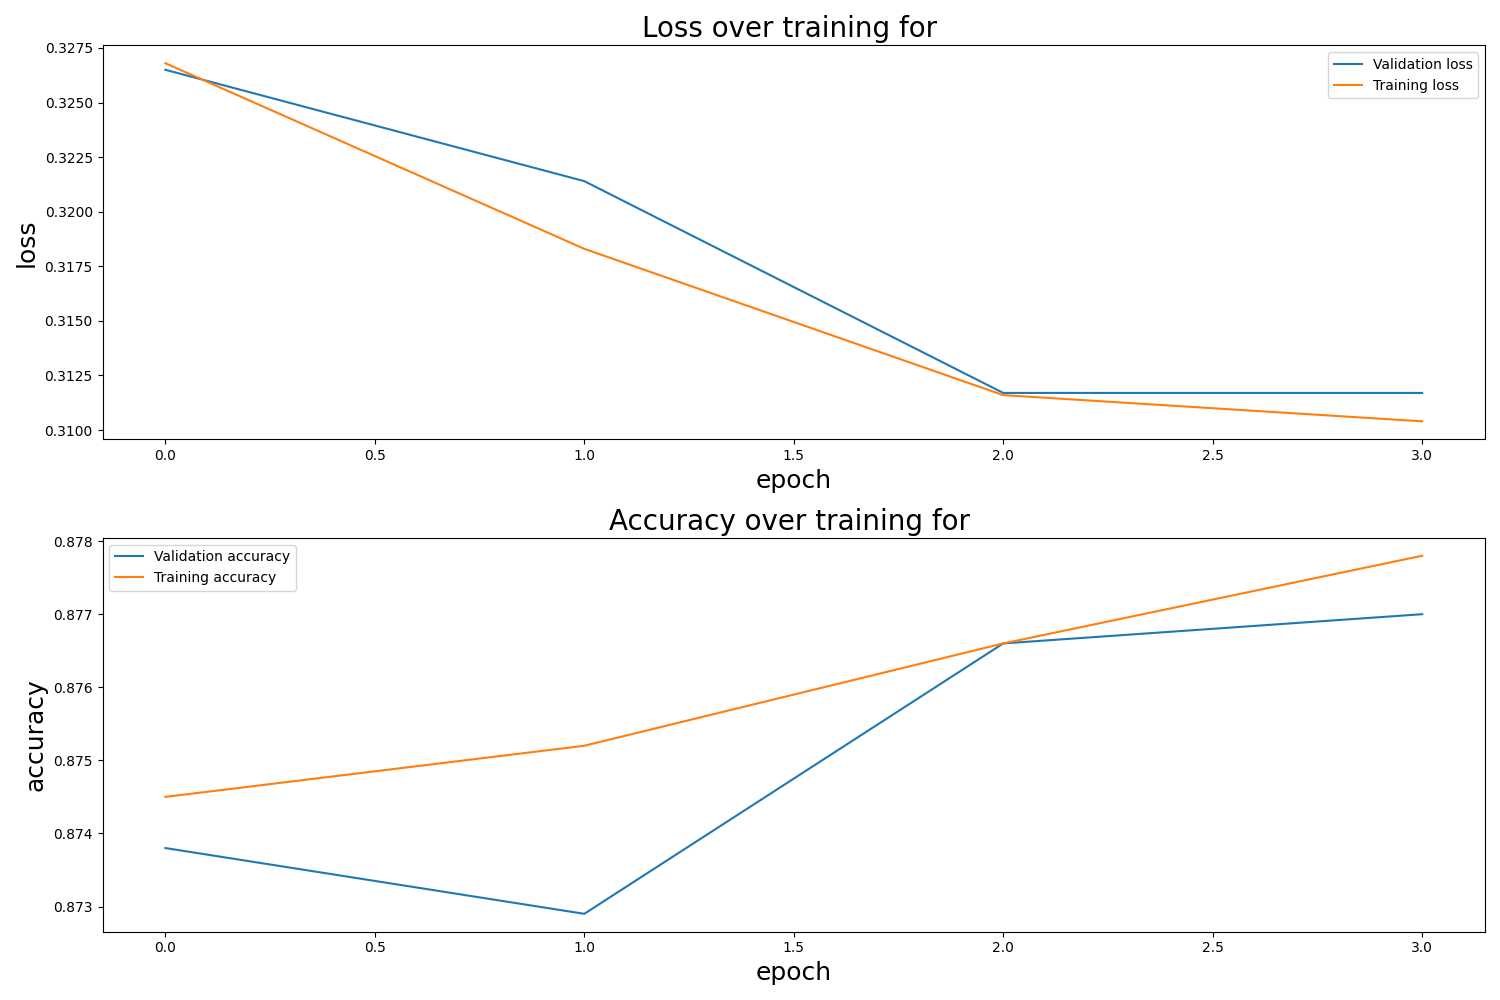 Loss over training for
0.3275
0.3250
0.3225
0.3200
0.3175
0.3150
0.3125
0.3100
loss
Validation loss
Training loss
0.0 0.5 1.0 1.5 2.0 2.5 3.0
epoch
Accuracy over training for
0.878
0.877
0.876
0.875
0.874
0.873
accuracy
Validation accuracy
Training accuracy
0.0 0.5 1.0 1.5 2.0 2.5 3.0
epoch